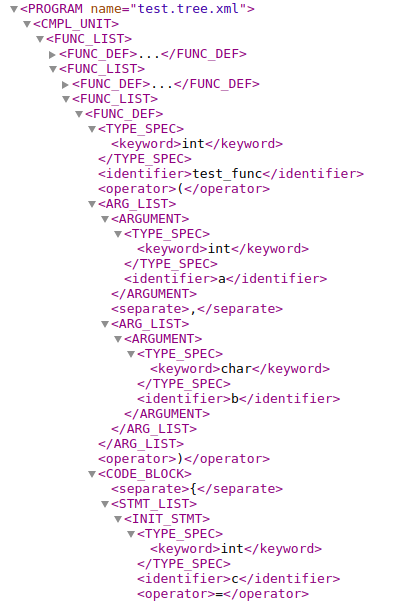 <PROGRAM name="test.tree.xml">
<CMPL_UNIT>
<FUNC_LIST>
<FUNC_DEF>...</FUNC_DEF>
<FUNC_LIST>
<FUNC_DEF>...</FUNC_DEF>
<FUNC_LIST>
<FUNC_DEF>
<TYPE_SPEC>
<keyword>int</keyword>
</TYPE_SPEC>
<identifier>test_func</identifier>
<operator>(</operator>
<ARG_LIST>
<ARGUMENT>
<TYPE_SPEC>
<keyword>int</keyword>
</TYPE_SPEC>
<identifier>a</identifier>
</ARGUMENT>
<separate>,</separate>
<ARG_LIST>
<ARGUMENT>
<TYPE_SPEC>
<keyword>char</keyword>
</TYPE_SPEC>
<identifier>b</identifier>
</ARGUMENT>
</ARG_LIST>
</ARG_LIST>
<operator>)</operator>
<CODE_BLOCK>
<separate>{</separate>
<STMT_LIST>
<INIT_STMT>
<TYPE_SPEC>
<keyword>int</keyword>
</TYPE_SPEC>
<identifier>c</identifier>
<operator>=</operator>